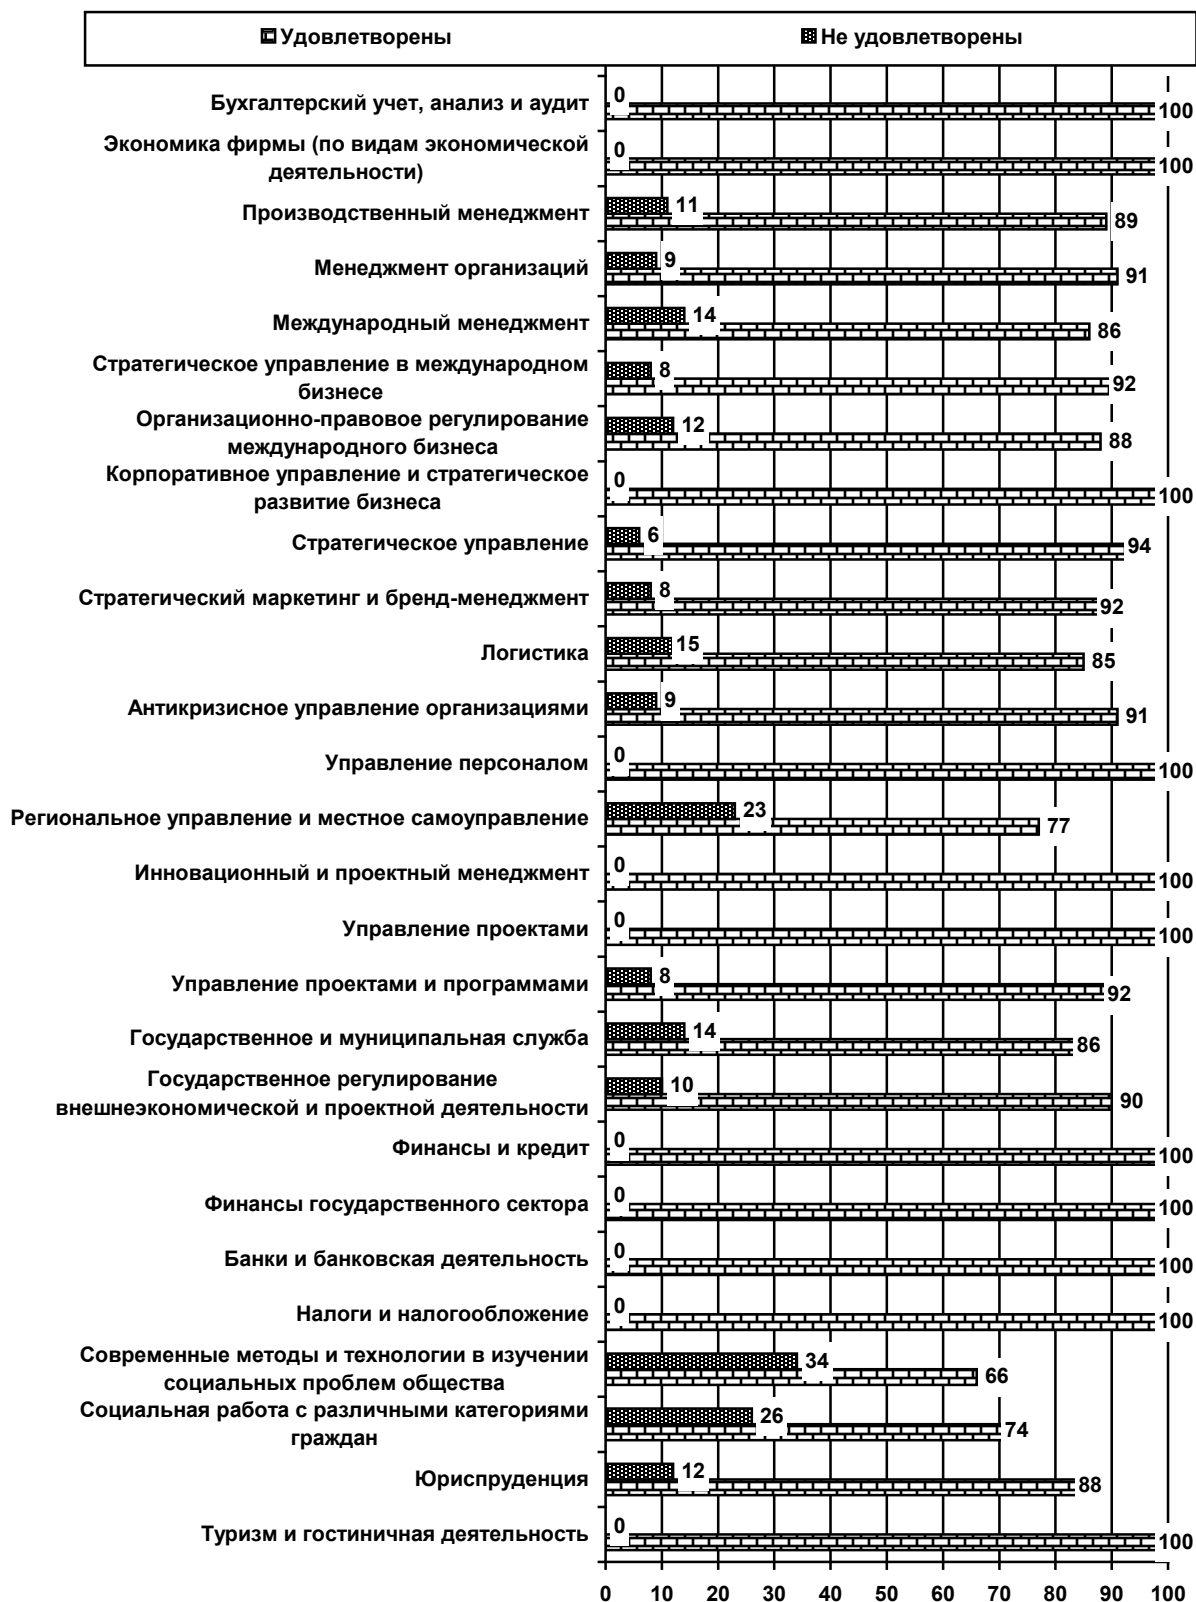 Удовлетворены Не удовлетворены
Бухгалтерский учет, анализ и аудит 0 100
Экономика фирмы (по видам экономической
деятельности) 0 100
Производственный менеджмент 11 89
Менеджмент организаций 9 91
Международный менеджмент 14 86
Стратегическое управление в международном
бизнесе 8 92
Организационно-правовое регулирование
международного бизнеса 12 88
Корпоративное управление и стратегическое
развитие бизнеса 0 100
Стратегическое управление 6 94
Стратегический маркетинг и бренд-менеджмент 8 92
Логистика 15 85
Антикризисное управление организациями 9 91
Управление персоналом 0 100
Региональное управление и местное самоуправление 23 77
Инновационный и проектный менеджмент 0 100
Управление проектами 0 100
Управление проектами и программами 8 92
Государственное и муниципальная служба 14 86
Государственное регулирование
внешнеэкономической и проектной деятельности 10 90
Финансы и кредит 0 100
Финансы государственного сектора 0 100
Банки и банковская деятельность 0 100
Налоги и налогообложение 0 100
Современные методы и технологии в изучении
социальных проблем общества 34 66
Социальная работа с различными категориями
граждан 26 74
Юриспруденция 12 88
Туризм и гостиничная деятельность 0 100
0 10 20 30 40 50 60 70 80 90 100